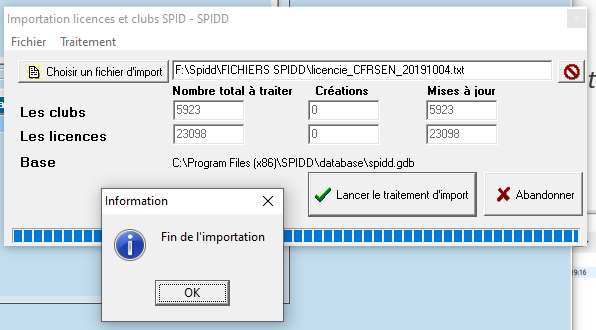 Importation licences et clubs SPID - SPIDD
Fichier Traitement
Choisir un fichier d'import F:\Spidd\FICHIERS SPIDD\licencie_CFRSEN_20191004.txt
Nombre total à traiter Créations Mises à jour
Les clubs 5923 0 5923
Les licences 23098 0 23098
Base C:\Program Files (x86)\SPIDD\database\spidd.gdb
Lancer le traitement d'import Abandonner
Information
Fin de l'importation
OK